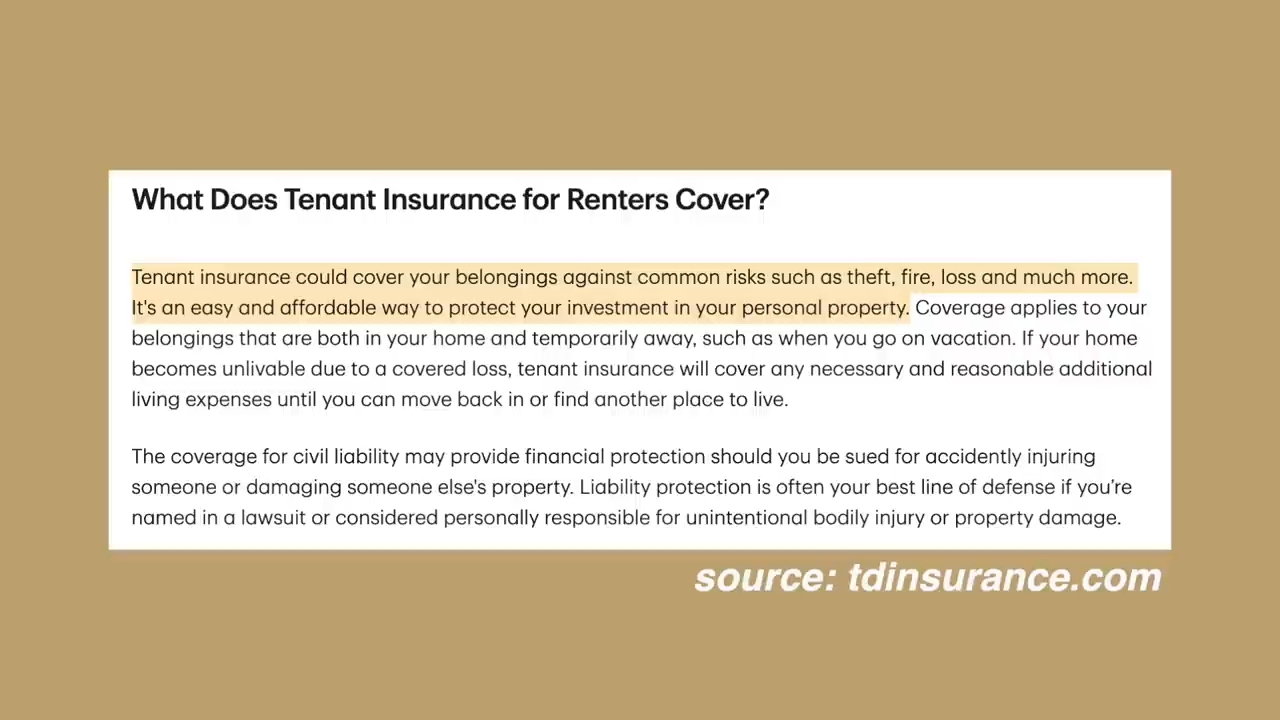 What Does Tenant Insurance for Renters Cover?
Tenant insurance could cover your belongings against common risks such as theft, fire, loss and much more.
It's an easy and affordable way to protect your investment in your personal property. Coverage applies to your
belongings that are both in your home and temporarily away, such as when you go on vacation. If your home
becomes unlivable due to a covered loss, tenant insurance will cover any necessary and reasonable additional
living expenses until you can move back in or find another place to live.
The coverage for civil liability may provide financial protection should you be sued for accidently injuring
someone or damaging someone else's property. Liability protection is often your best line of defense if you're
named in a lawsuit or considered personally responsible for unintentional bodily injury or property damage.
source: tdinsurance.com